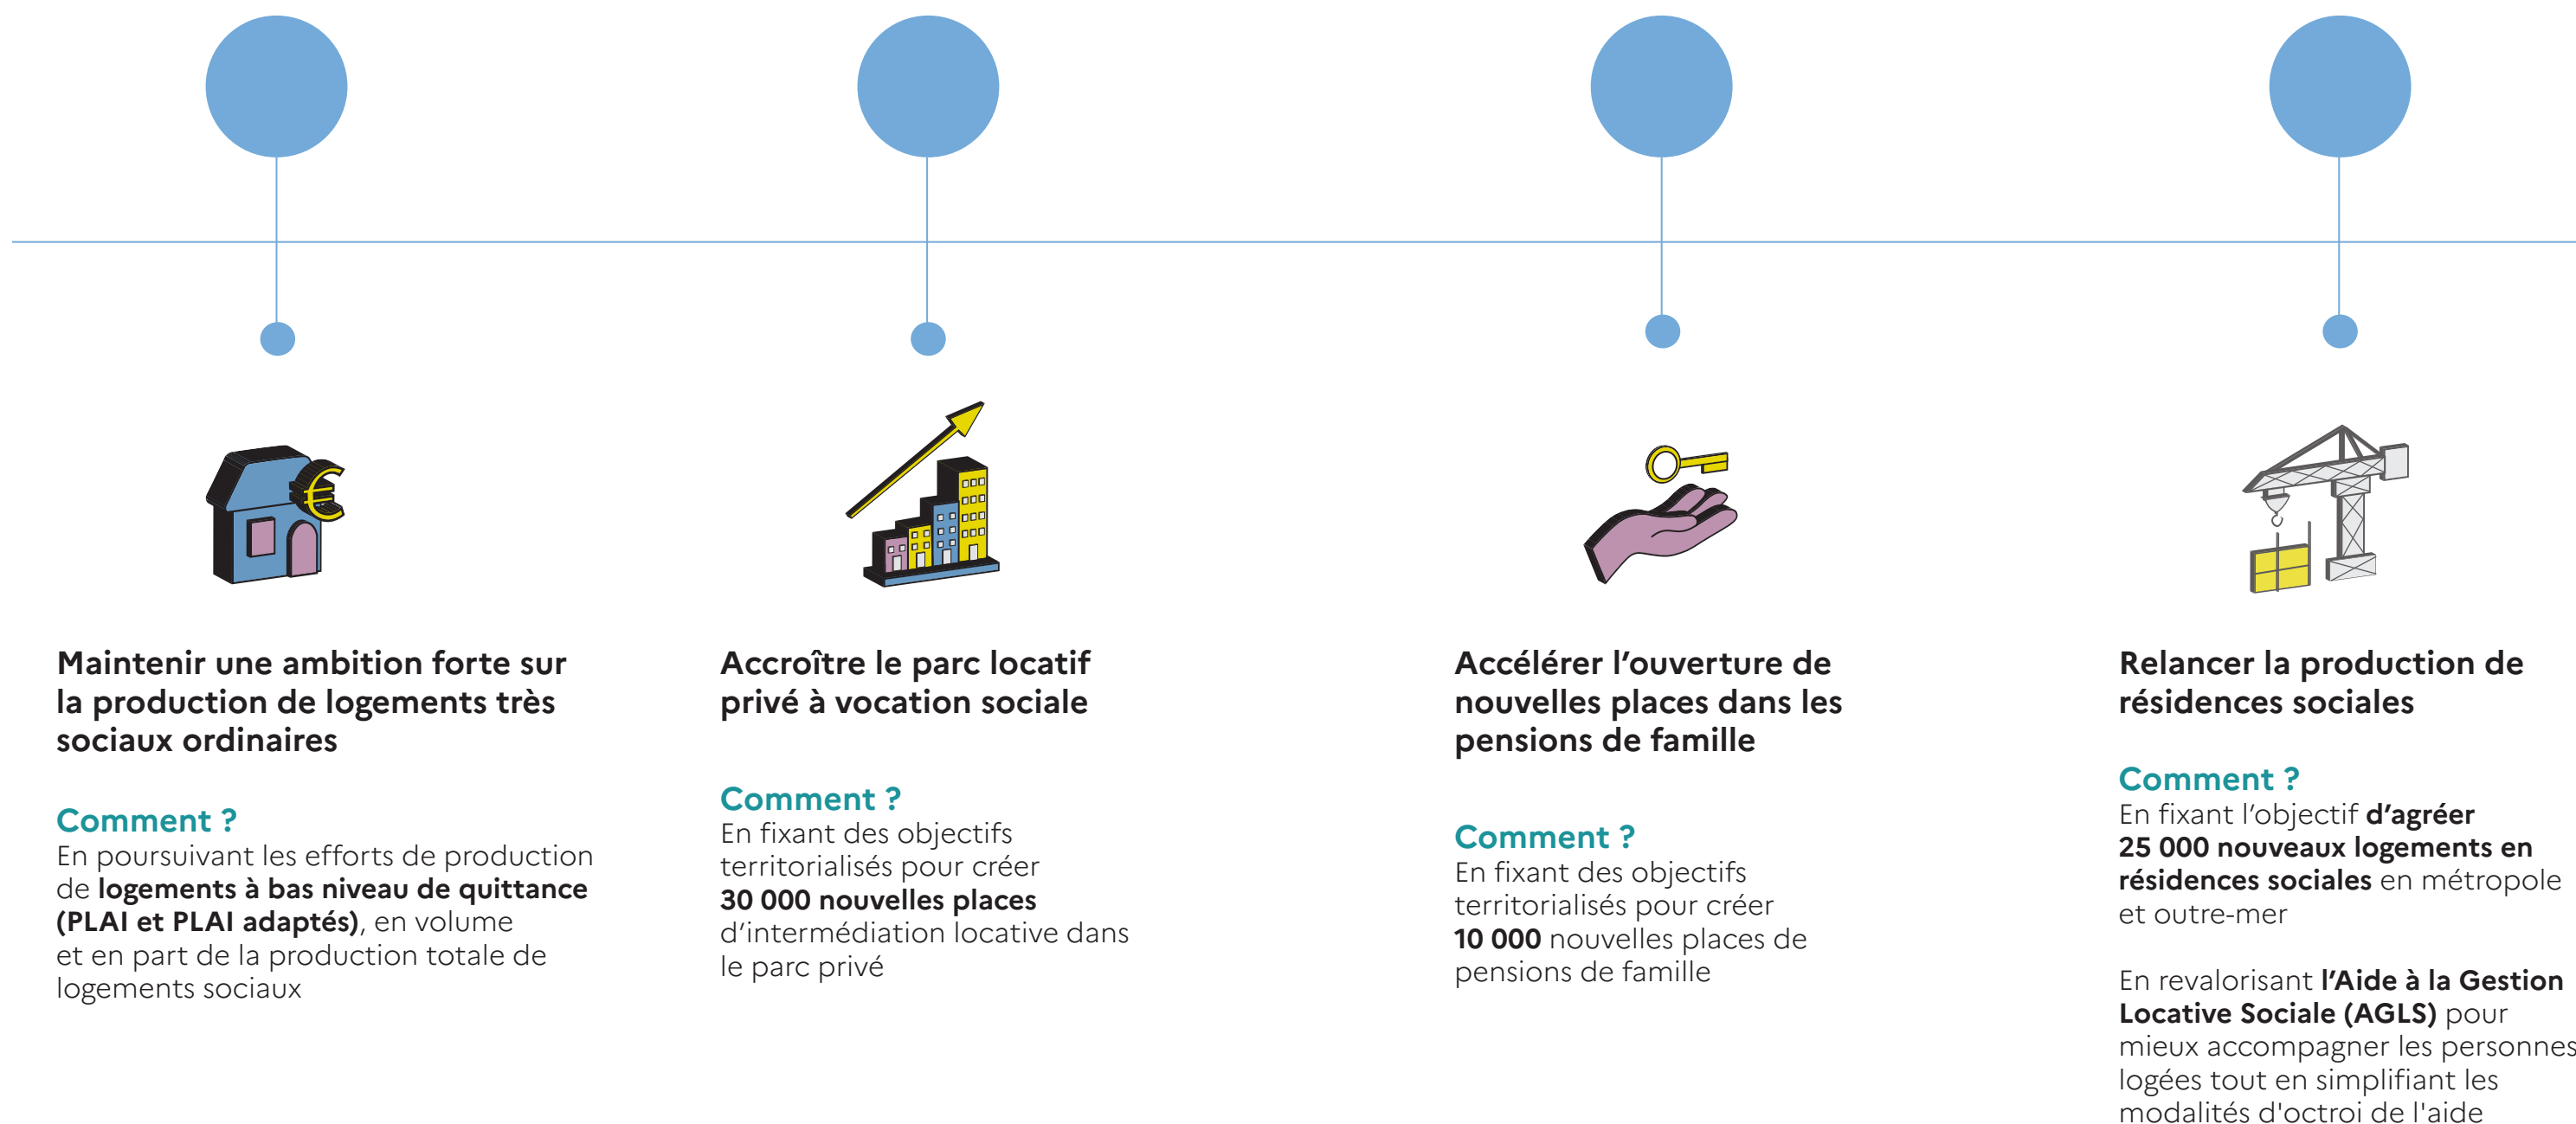 Maintenir une ambition forte sur
la production de logements très
sociaux ordinaires
Comment ?
En poursuivant les efforts de production
de logements à bas niveau de quittance
(PLAI et PLAI adaptés), en volume
et en part de la production totale de
logements sociaux
Accroître le parc locatif
privé à vocation sociale
Comment ?
En fixant des objectifs
territorialisés pour créer
30 000 nouvelles places
d’intermédiation locative dans
le parc privé
Accélérer l’ouverture de
nouvelles places dans les
pensions de famille
Comment ?
En fixant des objectifs
territorialisés pour créer
10 000 nouvelles places de
pensions de famille
Relancer la production de
résidences sociales
Comment ?
En fixant l’objectif d’agréer
25 000 nouveaux logements en
résidences sociales en métropole
et outre-mer
En revalorisant l’Aide à la Gestion
Locative Sociale (AGLS) pour
mieux accompagner les personnes
logées tout en simplifiant les
modalités d'octroi de l'aide